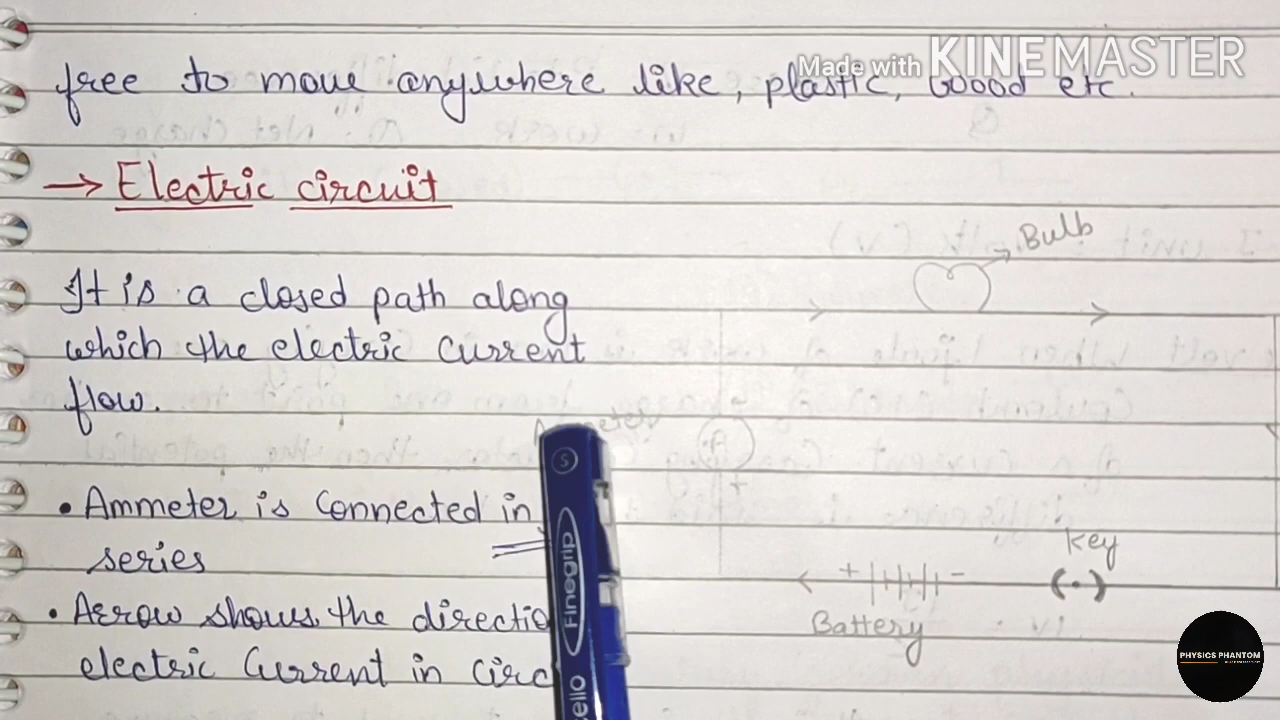 Made with KINEMASTER
free to move anywhere like, plastic, Woood etc.
→ Electric circuit
Bulb
It is a closed path along
which the electric current
flow.
A
+
• Ammeter is Connected in
series
Key
+ − (·)
Battery
• Arrow shows the directio
electric Current in circ
S
Finegrip
cello
PHYSICS PHANTOM